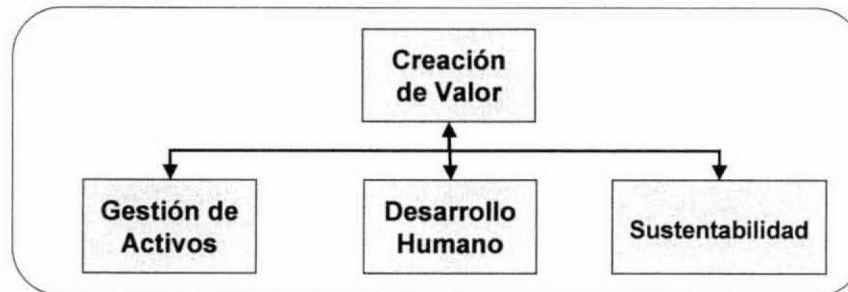 Creación
de Valor
Gestión de
Activos
Desarrollo
Humano
Sustentabilidad